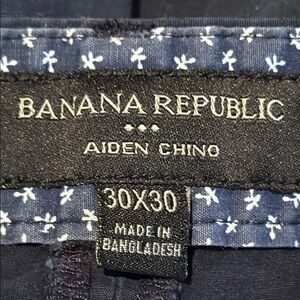 BANANA REPUBLIC
AIDEN CHINO
30X30
MADE IN
BANGLADESH